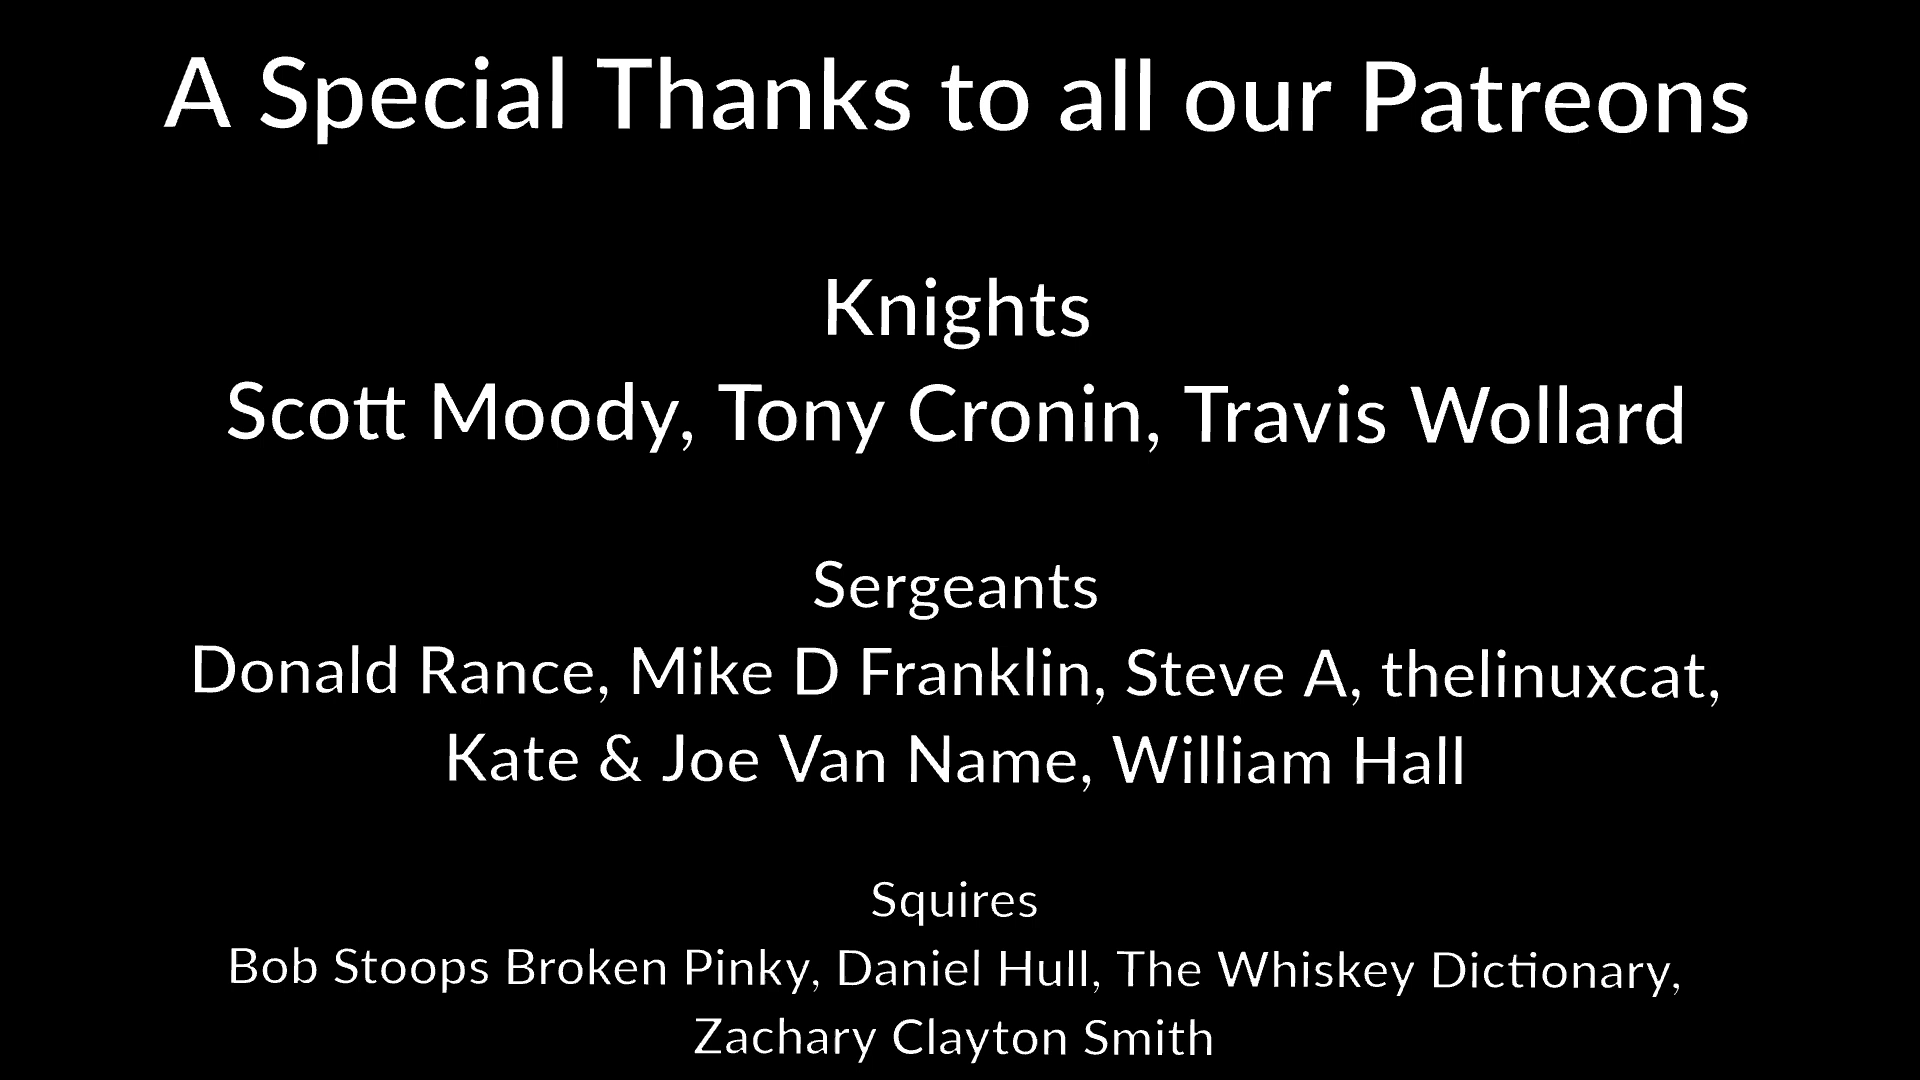 A Special Thanks to all our Patreons
Knights
Scott Moody, Tony Cronin, Travis Wollard
Sergeants
Donald Rance, Mike D Franklin, Steve A, thelinuxcat,
Kate & Joe Van Name, William Hall
Squires
Bob Stoops Broken Pinky, Daniel Hull, The Whiskey Dictionary,
Zachary Clayton Smith